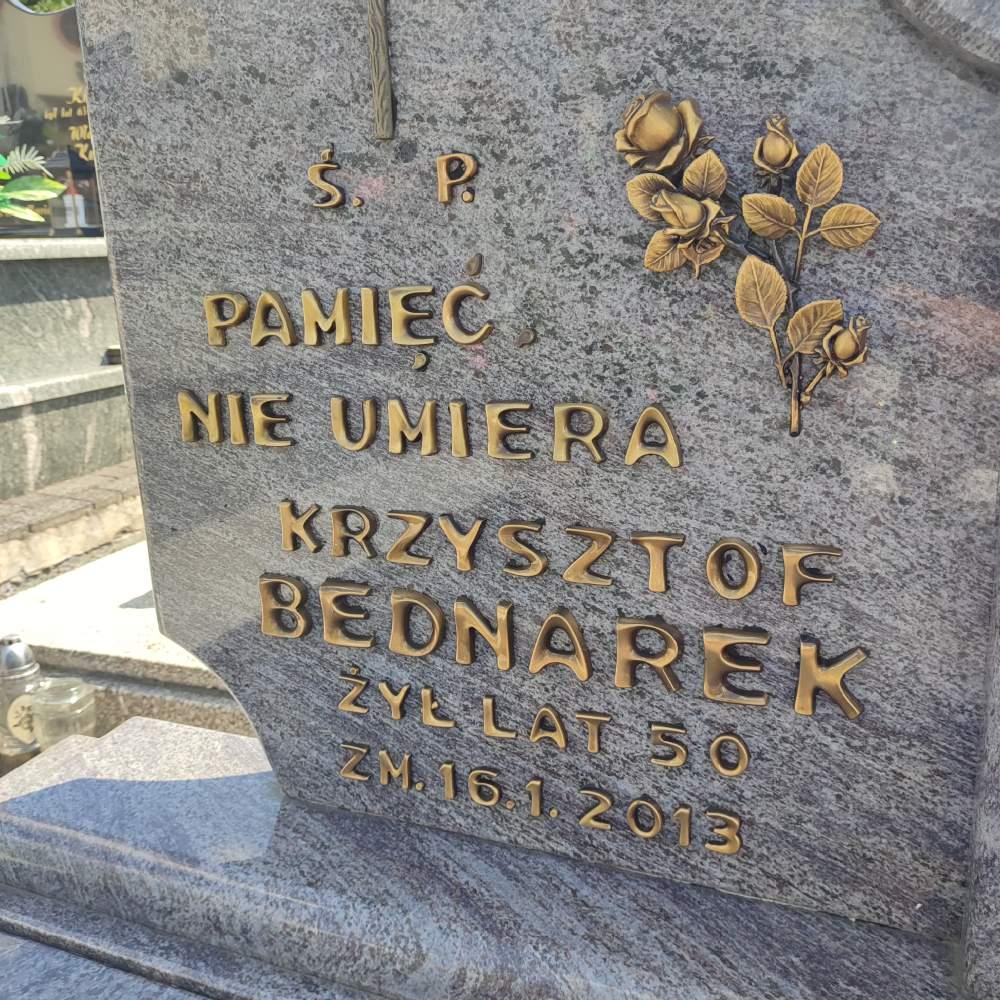 Ś. P.
PAMIĘĆ
NIE UMIERA
KRZYSZTOF
BEDNAREK
ŻYŁ LAT 50
ZM. 16.1.2013